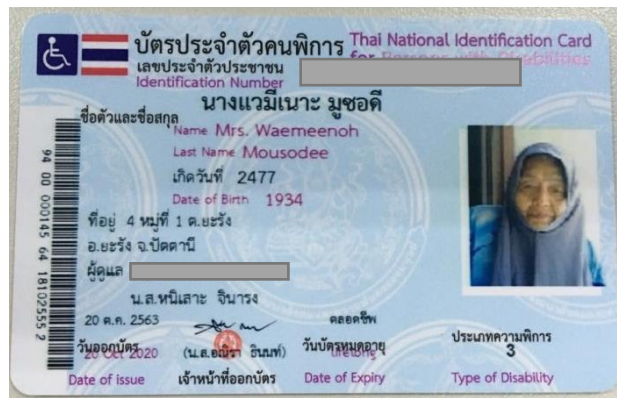 บัตรประจำตัวคนพิการ Thai National Identification Card
for Persons with Disabilities
เลขประจำตัวประชาชน
Identification Number
นางแวมีเนาะ มูซอดี
ชื่อตัวและชื่อสกุล
Name Mrs. Waemeenoh
Last Name Mousodee
เกิดวันที่ 2477
Date of Birth 1934
ที่อยู่ 4 หมู่ที่ 1 ต.ยะรัง
อ.ยะรัง จ.ปัตตานี
ผู้ดูแล
น.ส.หนิเสาะ จินารง
20 ต.ค. 2563 ตลอดชีพ
วันออกบัตร วันบัตรหมดอายุ ประเภทความพิการ
20 Oct 2020 lifelong 3
Date of issue เจ้าหน้าที่ออกบัตร Date of Expiry Type of Disability
94 00 000145 64 18102555 2